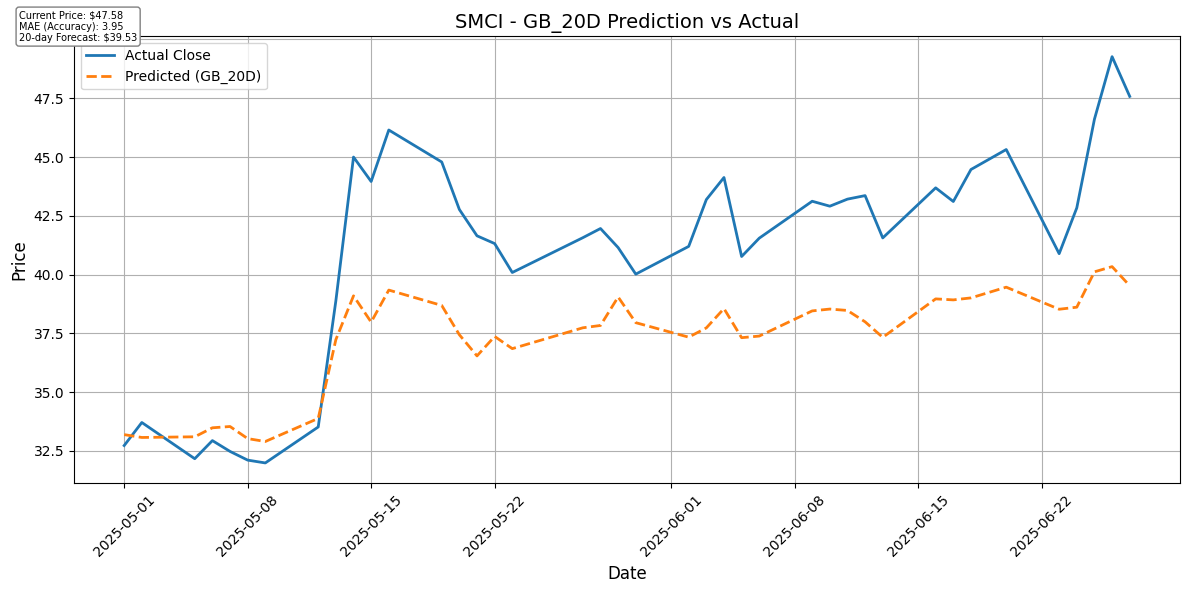 SMCI - GB_20D Prediction vs Actual
Current Price: $47.58
MAE (Accuracy): 3.95
20-day Forecast: $39.53
Actual Close
Predicted (GB_20D)
Price
47.5
45.0
42.5
40.0
37.5
35.0
32.5
2025-05-01
2025-05-08
2025-05-15
2025-05-22
2025-06-01
2025-06-08
2025-06-15
2025-06-22
Date